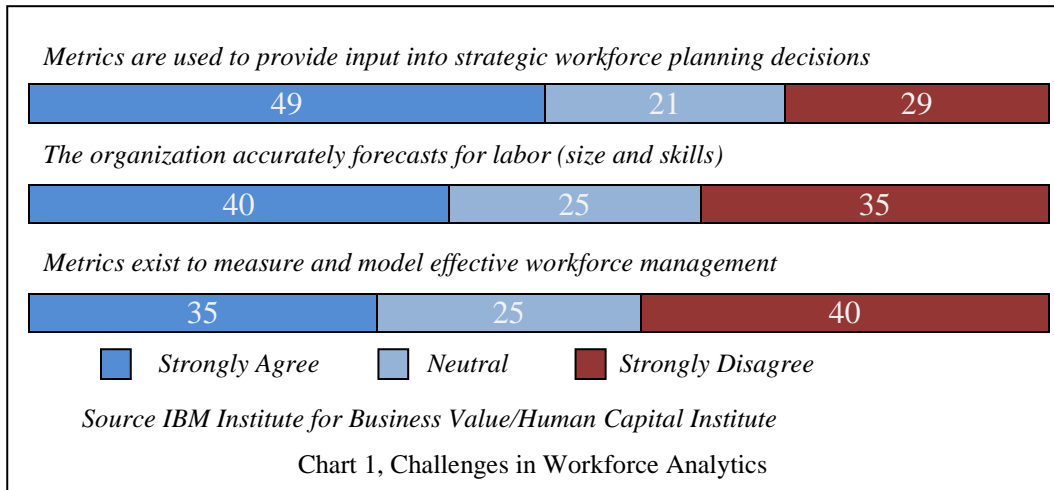 Metrics are used to provide input into strategic workforce planning decisions
49 21 29
The organization accurately forecasts for labor (size and skills)
40 25 35
Metrics exist to measure and model effective workforce management
35 25 40
Strongly Agree Neutral Strongly Disagree
Source IBM Institute for Business Value/Human Capital Institute
Chart 1, Challenges in Workforce Analytics